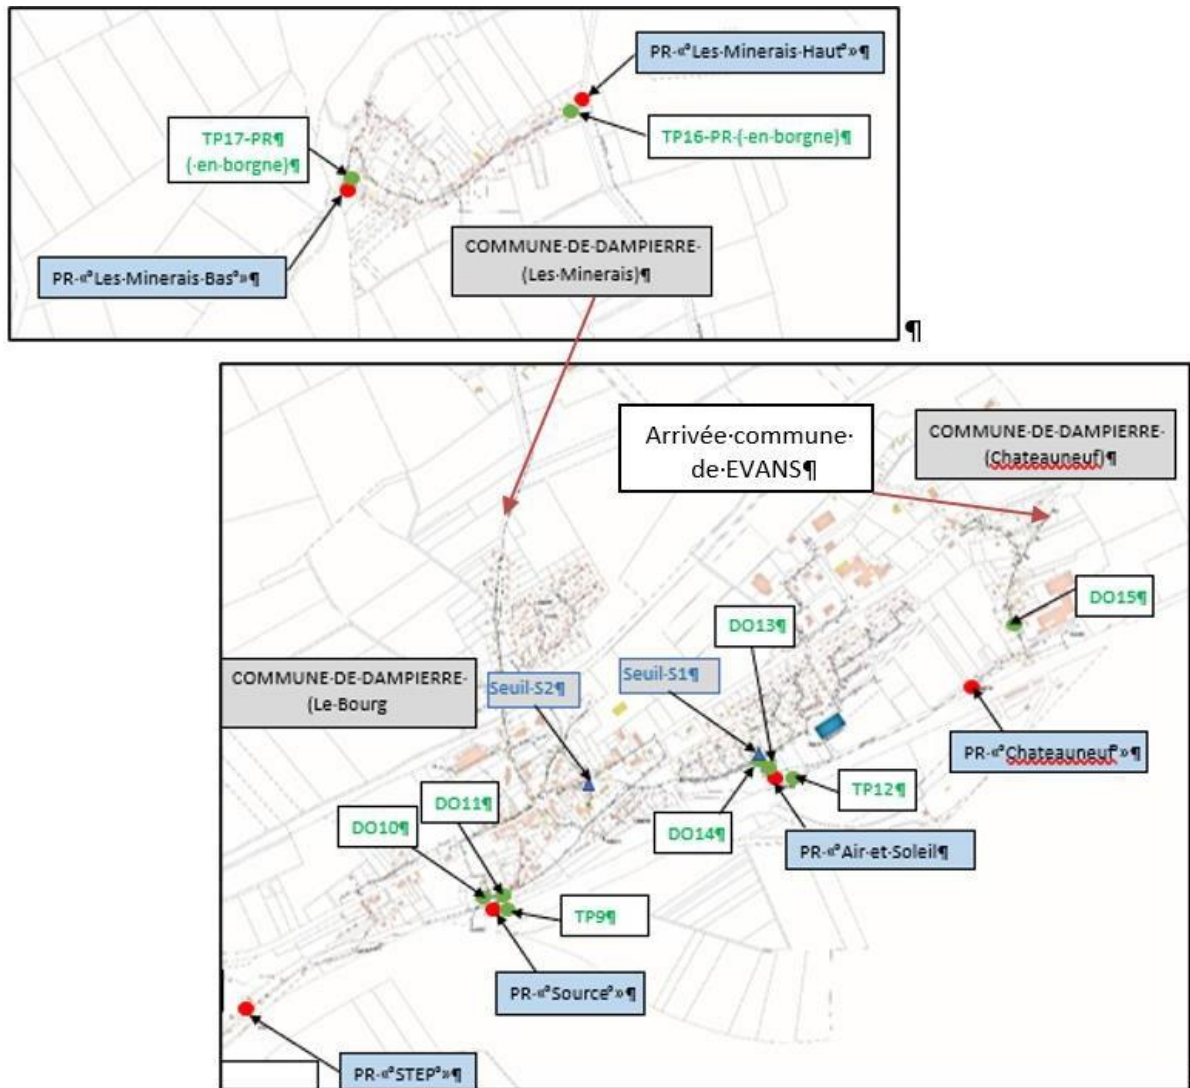 PR·«°Les·Minerais·Haut°»¶
TP17-PR¶
(·en·borgne)¶
TP16-PR·(·en·borgne)¶
COMMUNE·DE·DAMPIERRE·
(Les·Minerais)¶
PR·«°Les·Minerais·Bas°»¶
¶
Arrivée·commune·
de·EVANS¶
COMMUNE·DE·DAMPIERRE·
(Chateauneuf)¶
DO15¶
DO13¶
COMMUNE·DE·DAMPIERRE·
(Le·Bourg
Seuil·S2¶
Seuil·S1¶
PR·«°Chateauneuf°»¶
DO11¶
TP12¶
DO10¶
DO14¶
PR·«°Air·et·Soleil¶
TP9¶
PR·«°Source°»¶
PR·«°STEP°»¶